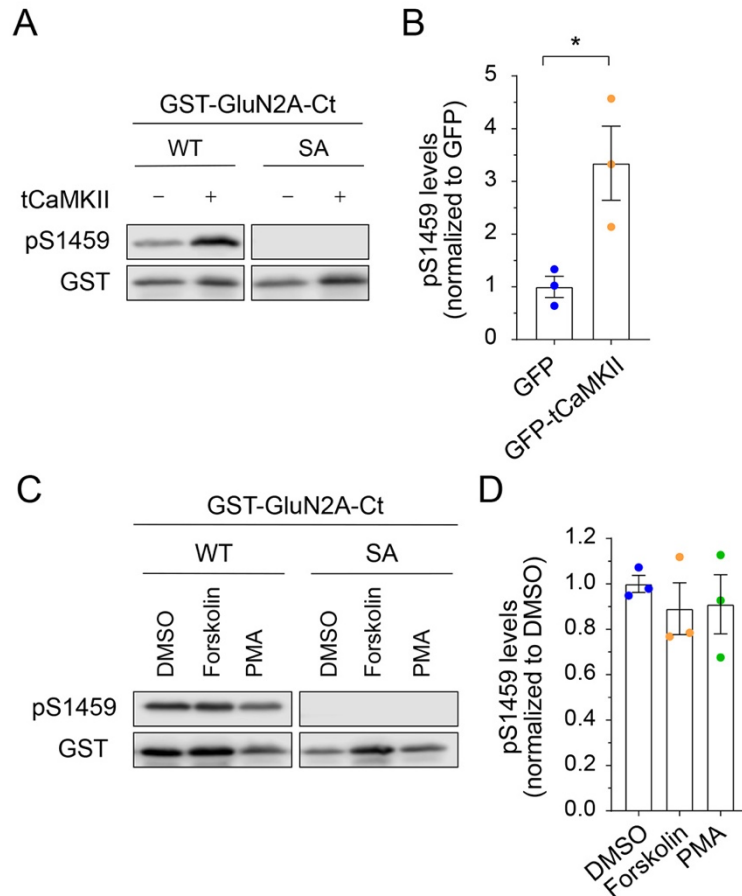 A
GST-GluN2A-Ct
WT SA
tCaMKII − + − +
pS1459
GST
B
*
pS1459 levels
(normalized to GFP)
5
4
3
2
1
0
GFP
GFP-tCaMKII
C
GST-GluN2A-Ct
WT SA
DMSO Forskolin PMA DMSO Forskolin PMA
pS1459
GST
D
pS1459 levels
(normalized to DMSO)
1.2
1.0
0.8
0.6
0.4
0.2
0.0
DMSO
Forskolin
PMA